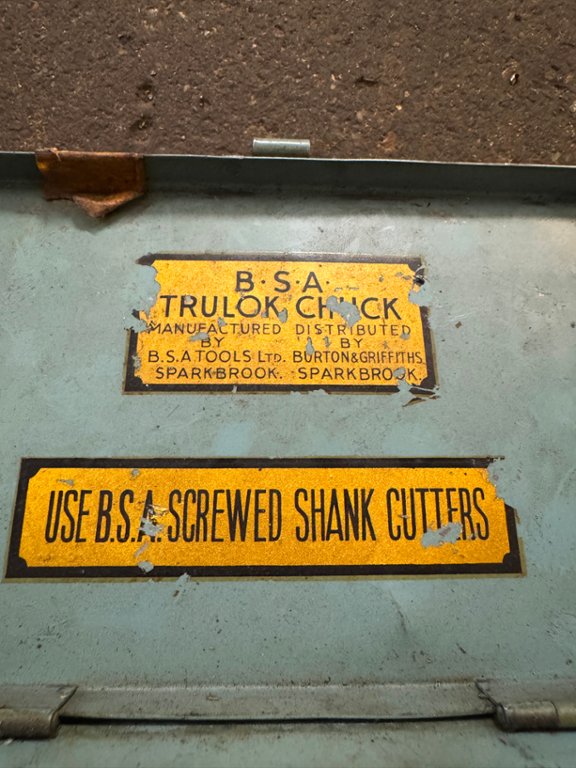 B·S·A·
TRULOK CHUCK
MANUFACTURED DISTRIBUTED
BY BY
B.S.A TOOLS LTD. BURTON & GRIFFITHS.
SPARKBROOK. SPARKBROOK.
USE B.S.A. SCREWED SHANK CUTTERS